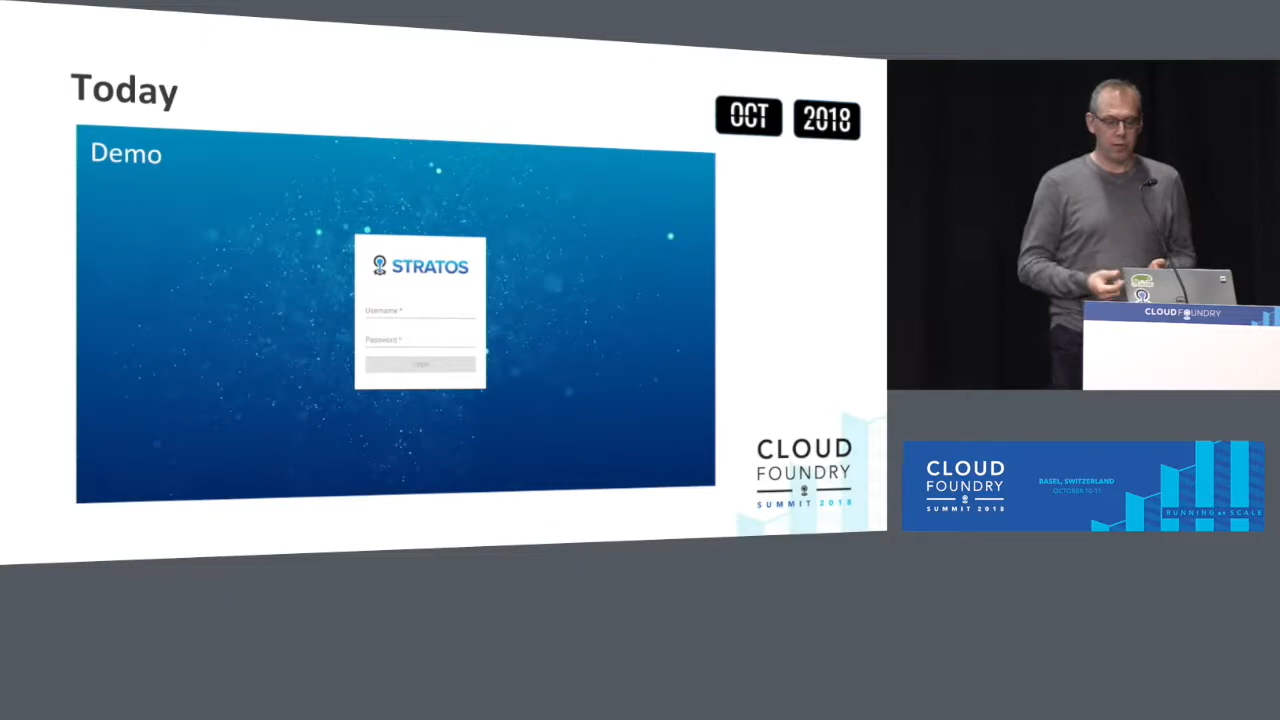 Today
OCT 2018
Demo
STRATOS
Username *
Password *
Login
CLOUD
FOUNDRY
SUMMIT 2018
CLOUD FOUNDRY
CLOUD
FOUNDRY
SUMMIT 2018
BASEL, SWITZERLAND
OCTOBER 10-11
RUNNING AT SCALE